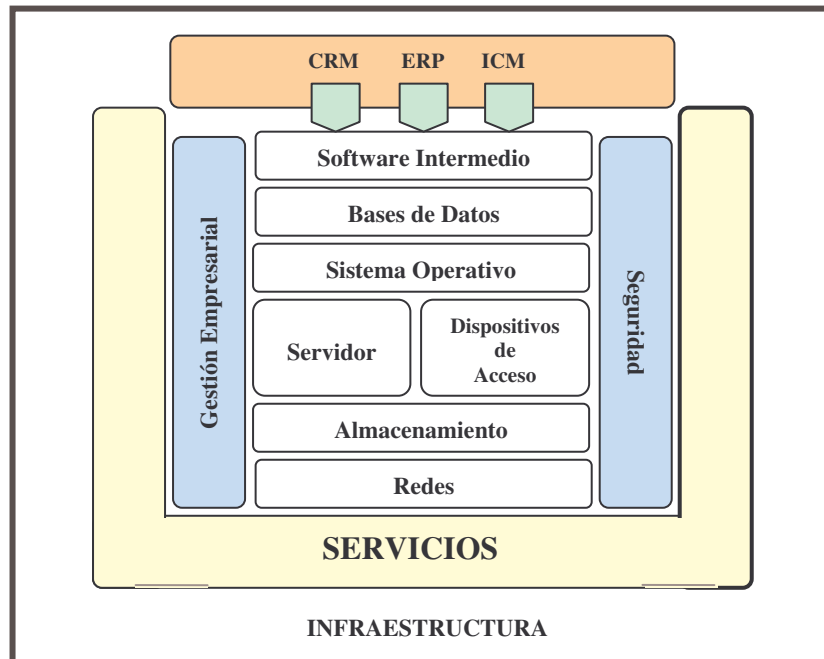 CRM ERP ICM
Software Intermedio
Bases de Datos
Sistema Operativo
Servidor
Dispositivos
de
Acceso
Almacenamiento
Redes
Gestión Empresarial
Seguridad
SERVICIOS
INFRAESTRUCTURA